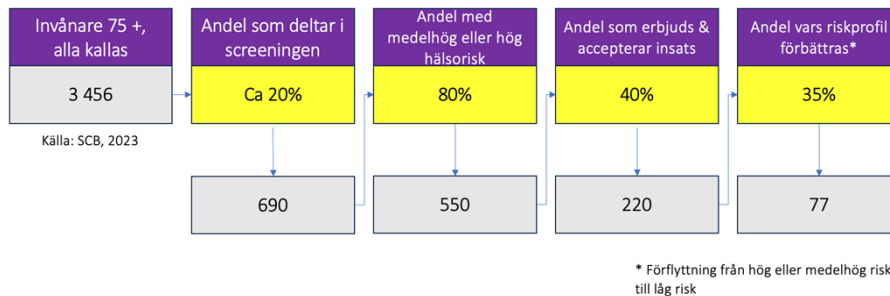 Invånare 75 +,
alla kallas
Andel som deltar i
screeningen
Andel med
medelhög eller hög
hälsorisk
Andel som erbjuds &
accepterar insats
Andel vars riskprofil
förbättras*
3 456
Ca 20%
80%
40%
35%
Källa: SCB, 2023
690
550
220
77
* Förflyttning från hög eller medelhög risk
till låg risk